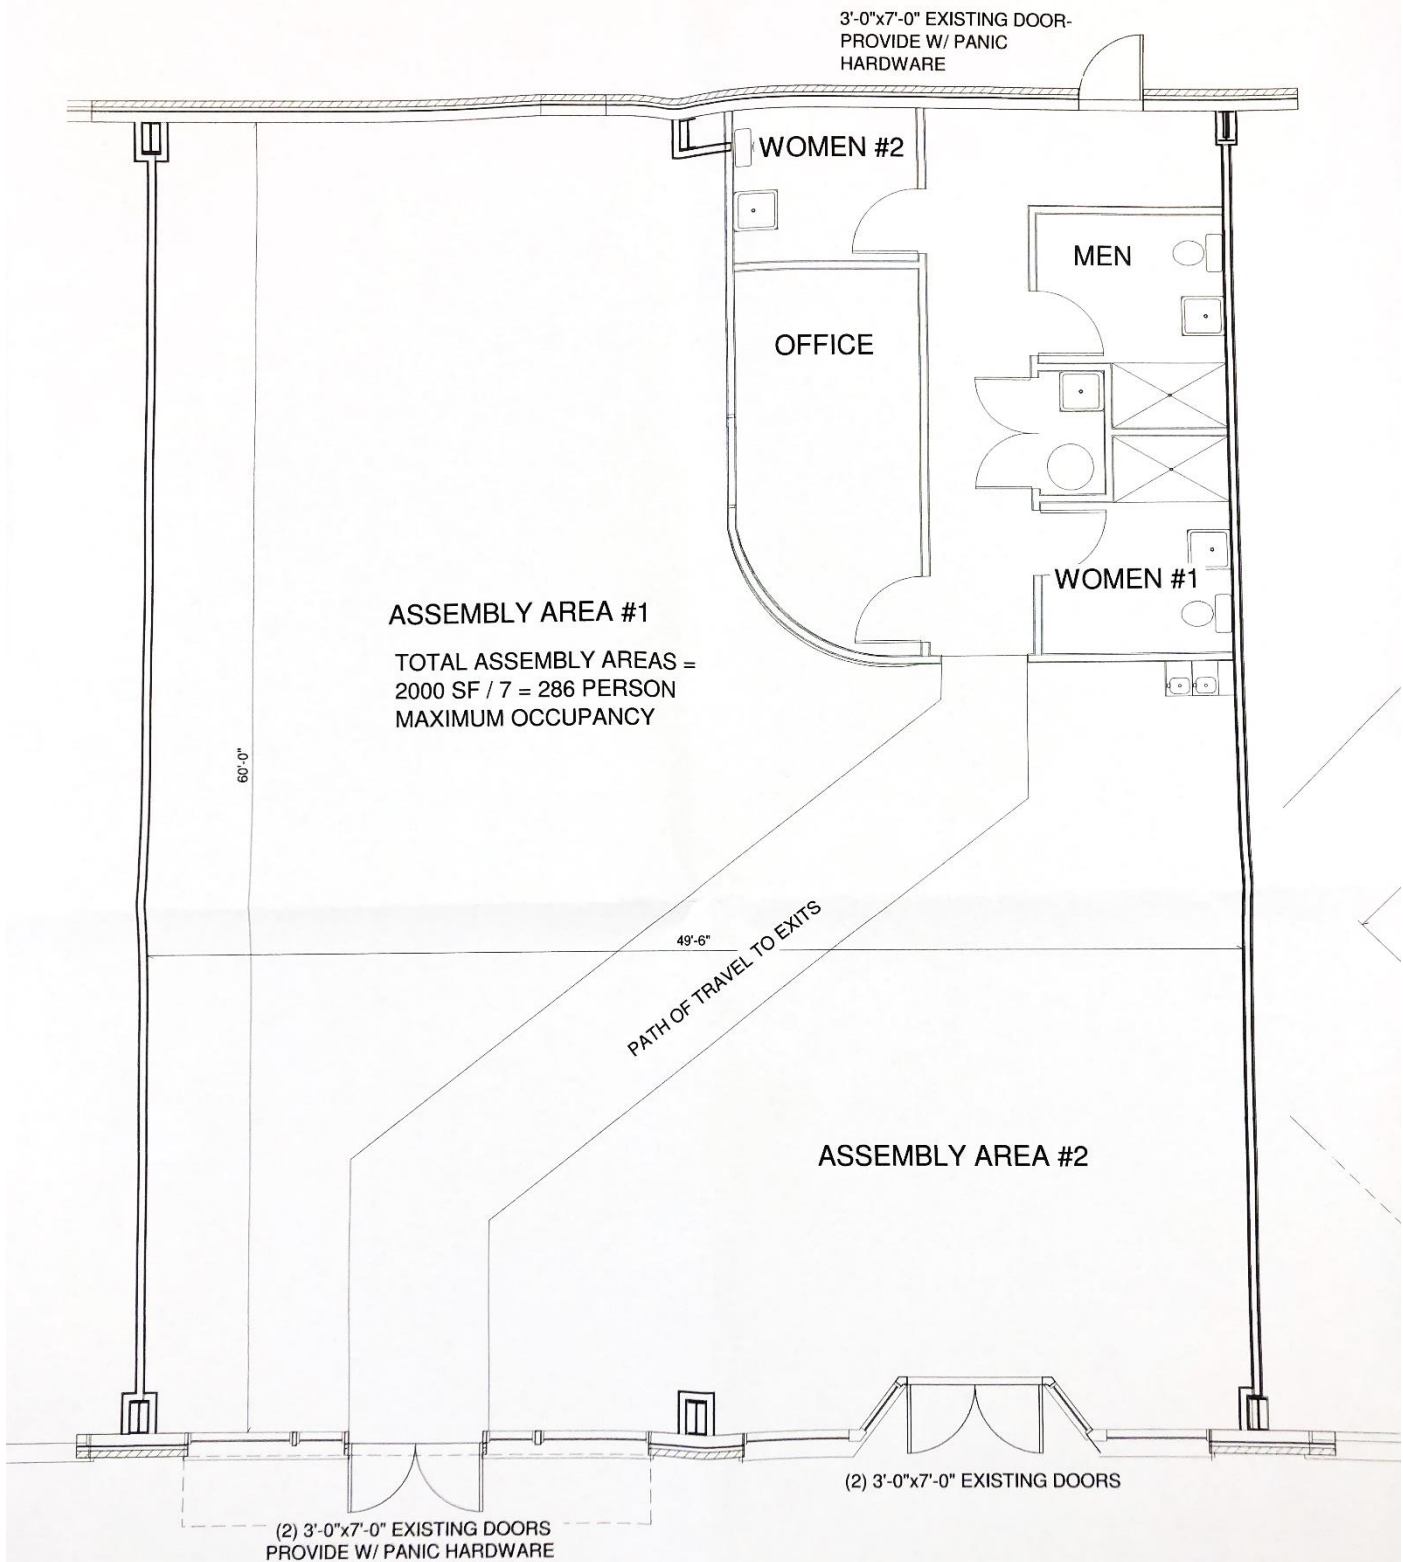 3'-0"x7'-0" EXISTING DOOR-
PROVIDE W/ PANIC
HARDWARE
WOMEN #2
MEN
OFFICE
WOMEN #1
ASSEMBLY AREA #1
TOTAL ASSEMBLY AREAS =
2000 SF / 7 = 286 PERSON
MAXIMUM OCCUPANCY
60'-0"
49'-6"
PATH OF TRAVEL TO EXITS
ASSEMBLY AREA #2
(2) 3'-0"x7'-0" EXISTING DOORS
(2) 3'-0"x7'-0" EXISTING DOORS
PROVIDE W/ PANIC HARDWARE